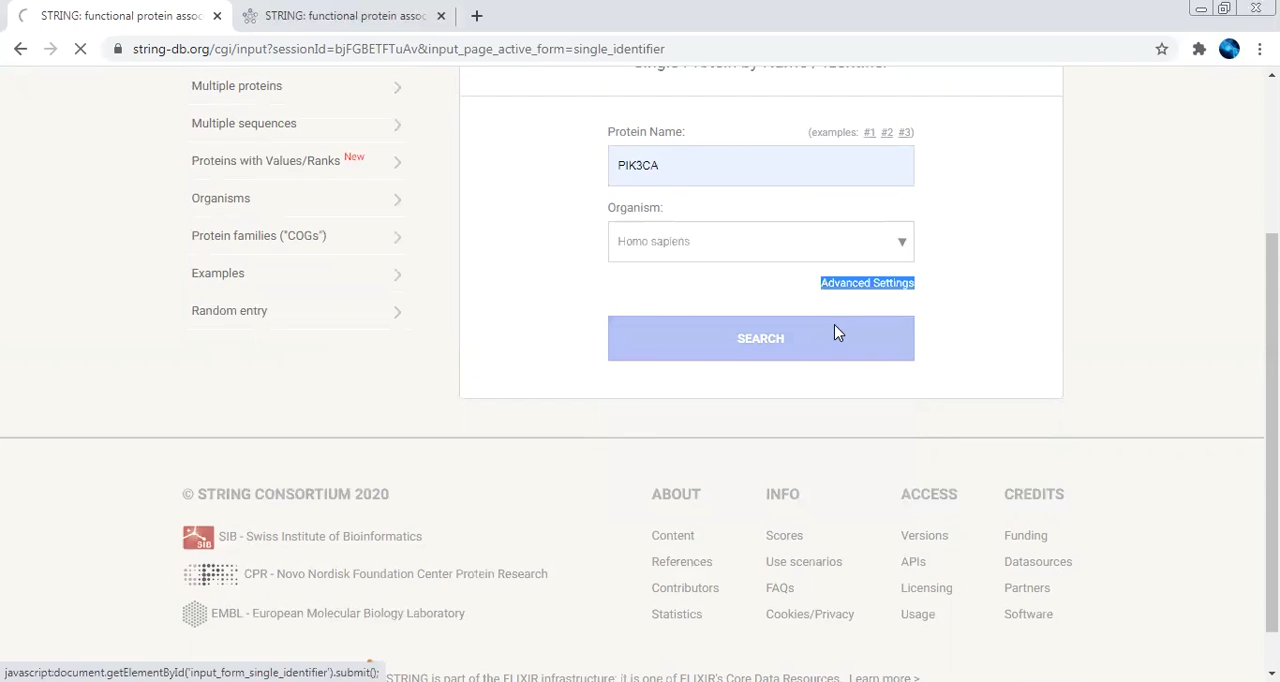 STRING: functional protein assoc
STRING: functional protein assoc
string-db.org/cgi/input?sessionId=bjFGBETFTuAv&input_page_active_form=single_identifier
Multiple proteins
Multiple sequences
Proteins with Values/Ranks New
Organisms
Protein families ("COGs")
Examples
Random entry
Single Protein by Name / Identifier
Protein Name:
(examples: #1 #2 #3)
PIK3CA
Organism:
Homo sapiens
Advanced Settings
SEARCH
© STRING CONSORTIUM 2020
SIB - Swiss Institute of Bioinformatics
CPR - Novo Nordisk Foundation Center Protein Research
EMBL - European Molecular Biology Laboratory
ABOUT
Content
References
Contributors
Statistics
INFO
Scores
Use scenarios
FAQs
Cookies/Privacy
ACCESS
Versions
APIs
Licensing
Usage
CREDITS
Funding
Datasources
Partners
Software
STRING is part of the ELIXIR infrastructure: it is one of ELIXIR's Core Data Resources. Learn more >
javascript:document.getElementById('input_form_single_identifier').submit();